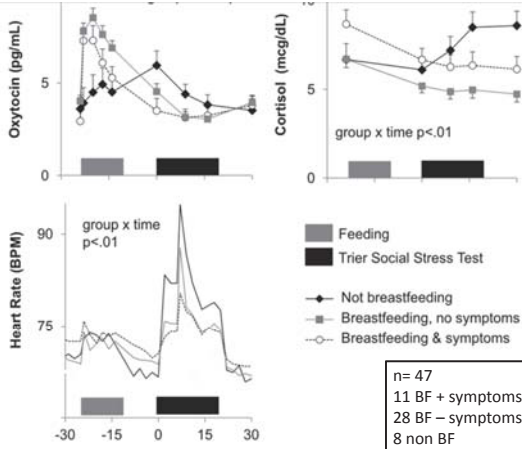 Oxytocin (pg/mL)
5
0
Cortisol (mcg/dL)
10
5
0
group x time p<.01
Heart Rate (BPM)
95
75
group x time
p<.01
-30
-15
0
15
30
Feeding
Trier Social Stress Test
Not breastfeeding
Breastfeeding, no symptoms
Breastfeeding & symptoms
n= 47
11 BF + symptoms
28 BF – symptoms
8 non BF